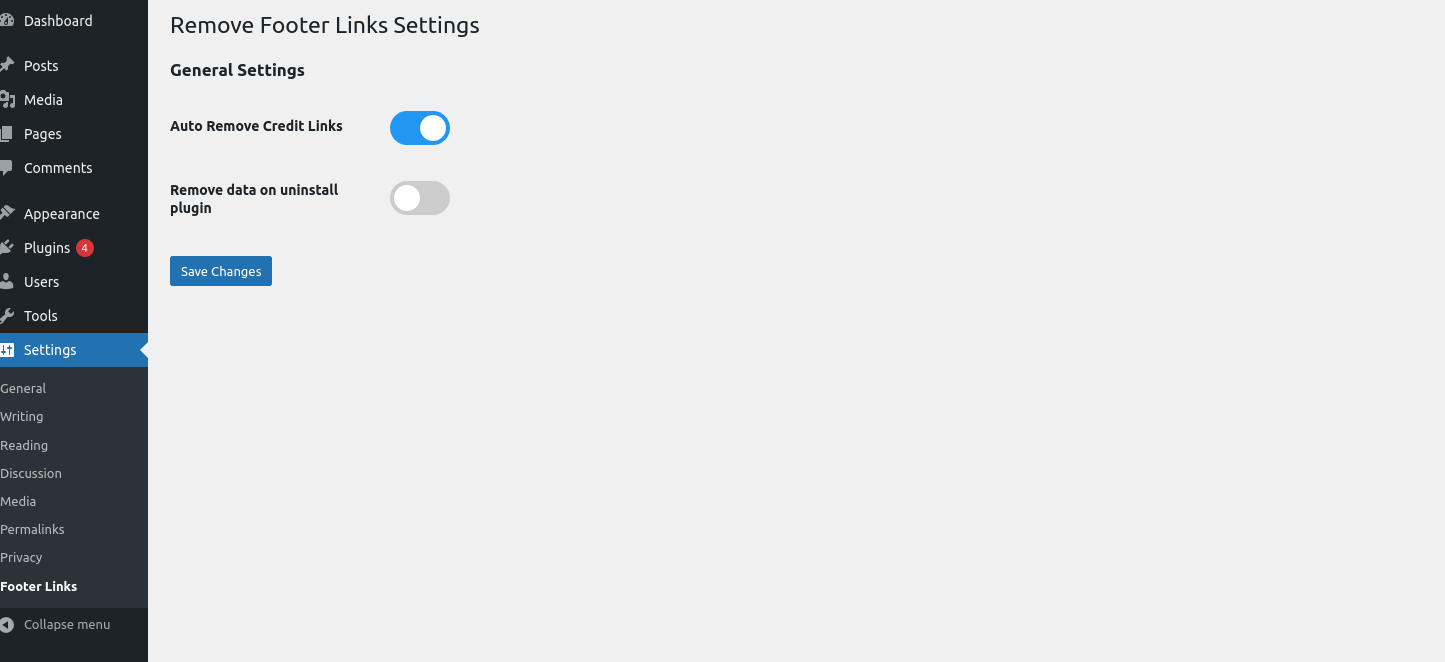 Dashboard
Posts
Media
Pages
Comments
Appearance
Plugins 4
Users
Tools
Settings
General
Writing
Reading
Discussion
Media
Permalinks
Privacy
Footer Links
Collapse menu
Remove Footer Links Settings
General Settings
Auto Remove Credit Links
Remove data on uninstall
plugin
Save Changes